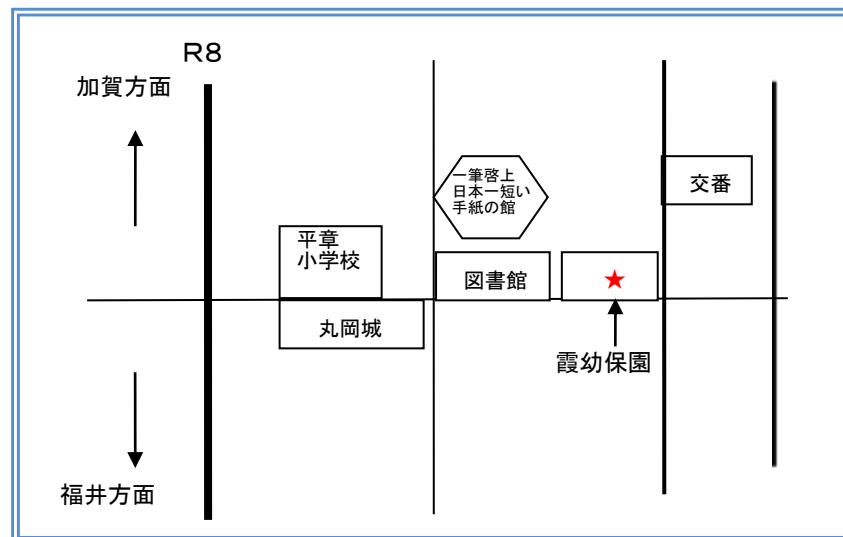 R8
加賀方面
一筆啓上
日本一短い
手紙の館
交番
平章
小学校
図書館
★
丸岡城
霞幼保園
福井方面